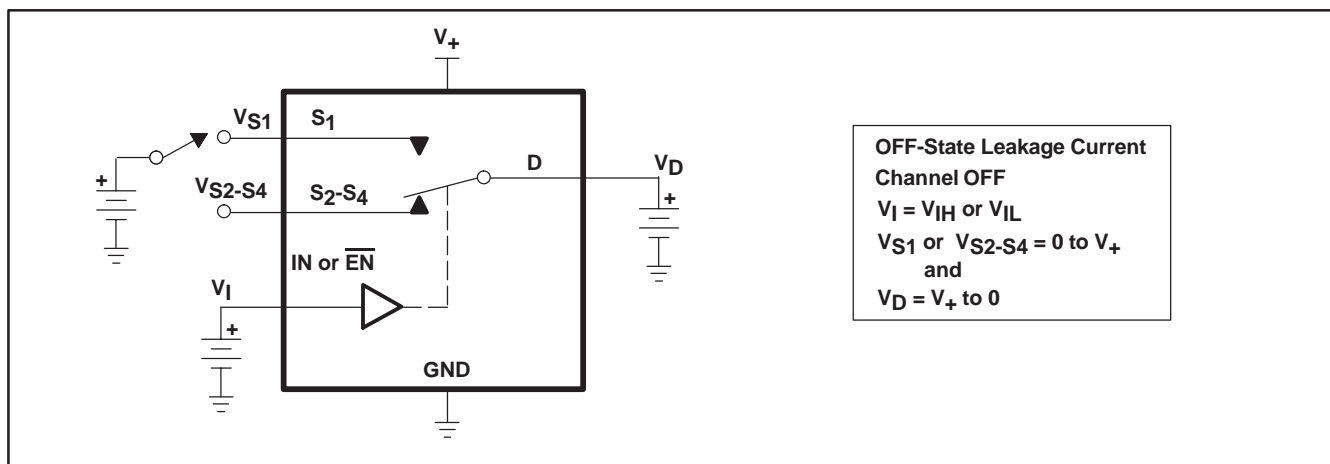 V+
VS1
S1
+
VS2-S4
S2-S4
D
VD
+
IN or EN
VI
+
GND
OFF-State Leakage Current
Channel OFF
VI = VIH or VIL
VS1 or VS2-S4 = 0 to V+
and
VD = V+ to 0